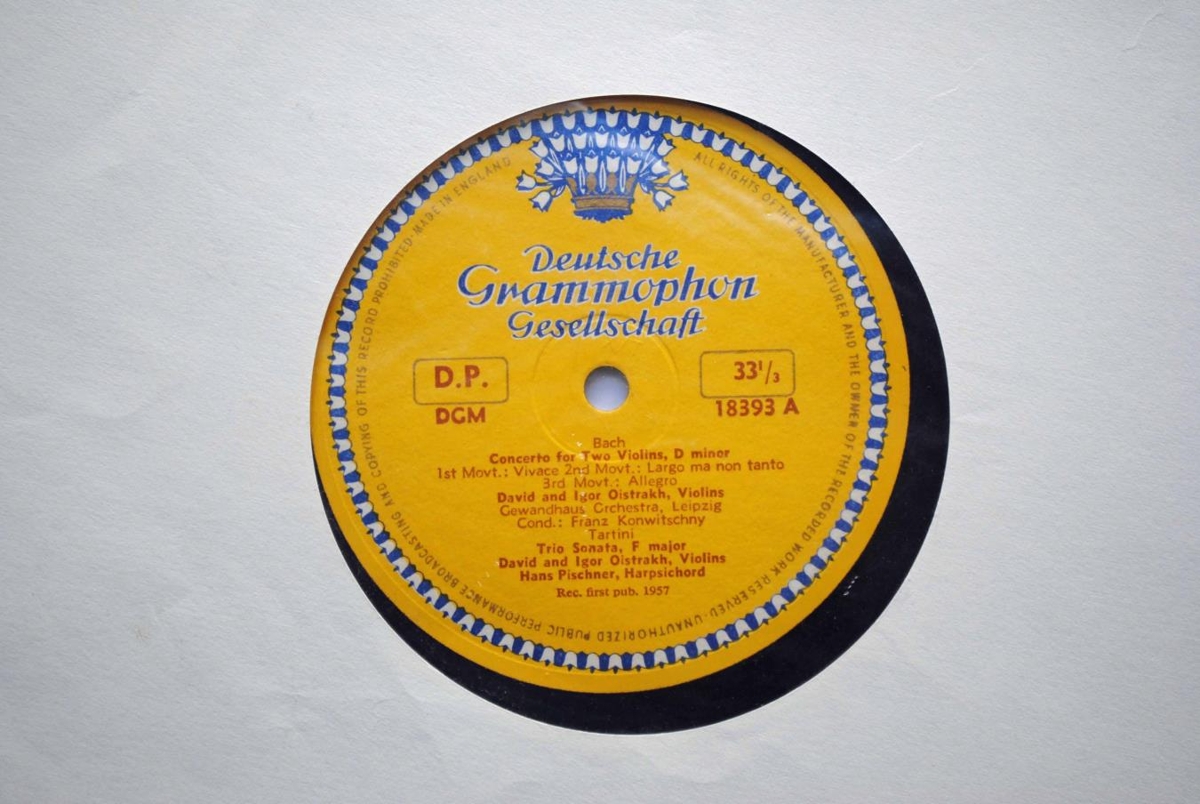 Deutsche
Grammophon
Gesellschaft
D.P.
DGM
33¹/₃
18393 A
Bach
Concerto for Two Violins, D minor
1st Movt.: Vivace 2nd Movt.: Largo ma non tanto
3rd Movt.: Allegro
David and Igor Oistrakh, Violins
Gewandhaus Orchestra, Leipzig
Cond.: Franz Konwitschny
Tartini
Trio Sonata, F major
David and Igor Oistrakh, Violins
Hans Pischner, Harpsichord
Rec. first pub. 1957
ALL RIGHTS OF THE MANUFACTURER AND THE OWNER OF THE RECORDED WORK RESERVED · UNAUTHORIZED PUBLIC PERFORMANCE BROADCASTING AND COPYING OF THIS RECORD PROHIBITED · MADE IN ENGLAND